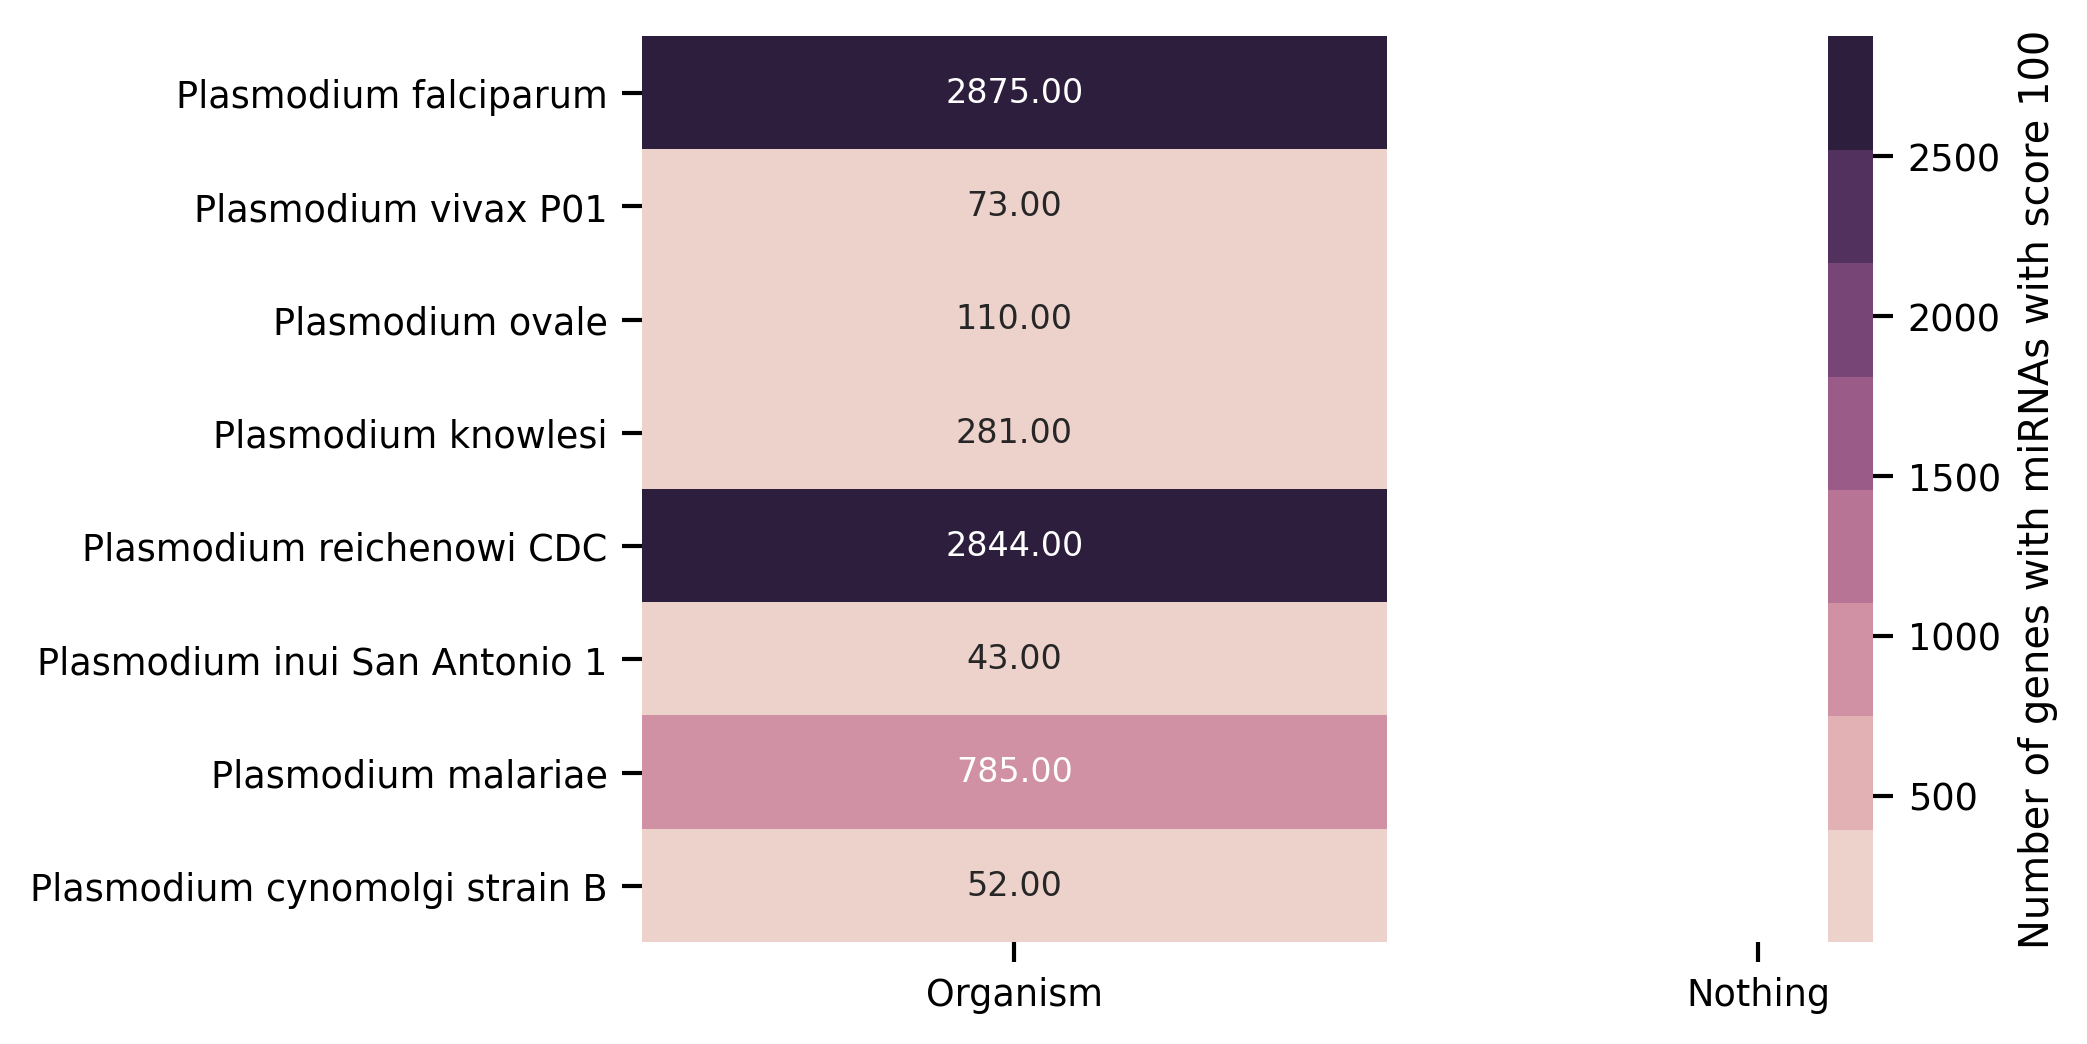 Plasmodium falciparum
2875.00
Plasmodium vivax P01
73.00
Plasmodium ovale
110.00
Plasmodium knowlesi
281.00
Plasmodium reichenowi CDC
2844.00
Plasmodium inui San Antonio 1
43.00
Plasmodium malariae
785.00
Plasmodium cynomolgi strain B
52.00
Organism
Nothing
2500
2000
1500
1000
500
Number of genes with miRNAs with score 100